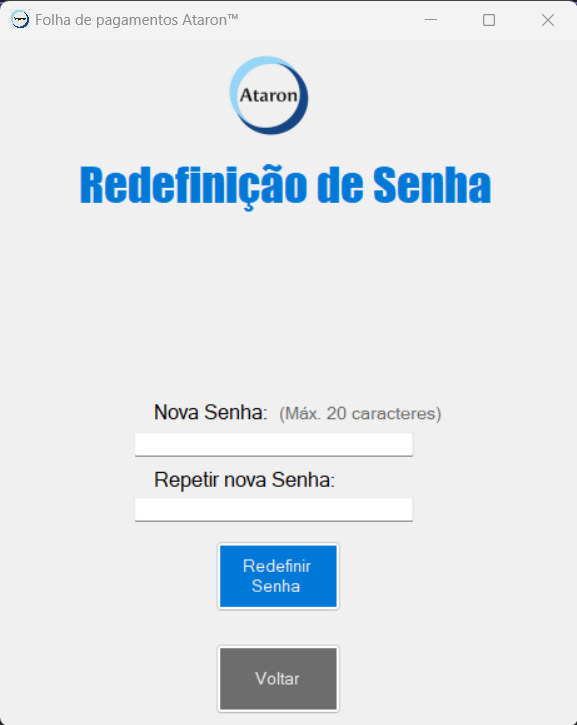 Folha de pagamentos Ataron™
Ataron
Redefinição de Senha
Nova Senha: (Máx. 20 caracteres)
Repetir nova Senha:
Redefinir
Senha
Voltar